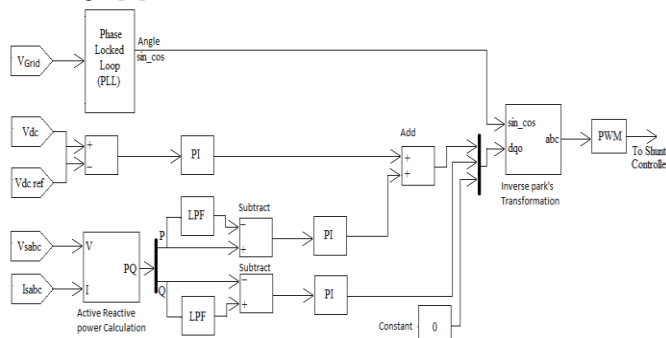 VGrid
Phase
Locked
Loop
(PLL)
Angle
sin_cos
Vdc
+
−
Vdc ref
PI
Add
+
+
sin_cos
dqo
abc
Inverse park's
Transformation
PWM
To Shunt
Controlle
Vsabc
Isabc
V
I
PQ
Active Reactive
power Calculation
P
Q
LPF
Subtract
−
+
PI
Subtract
−
+
LPF
PI
Constant
0